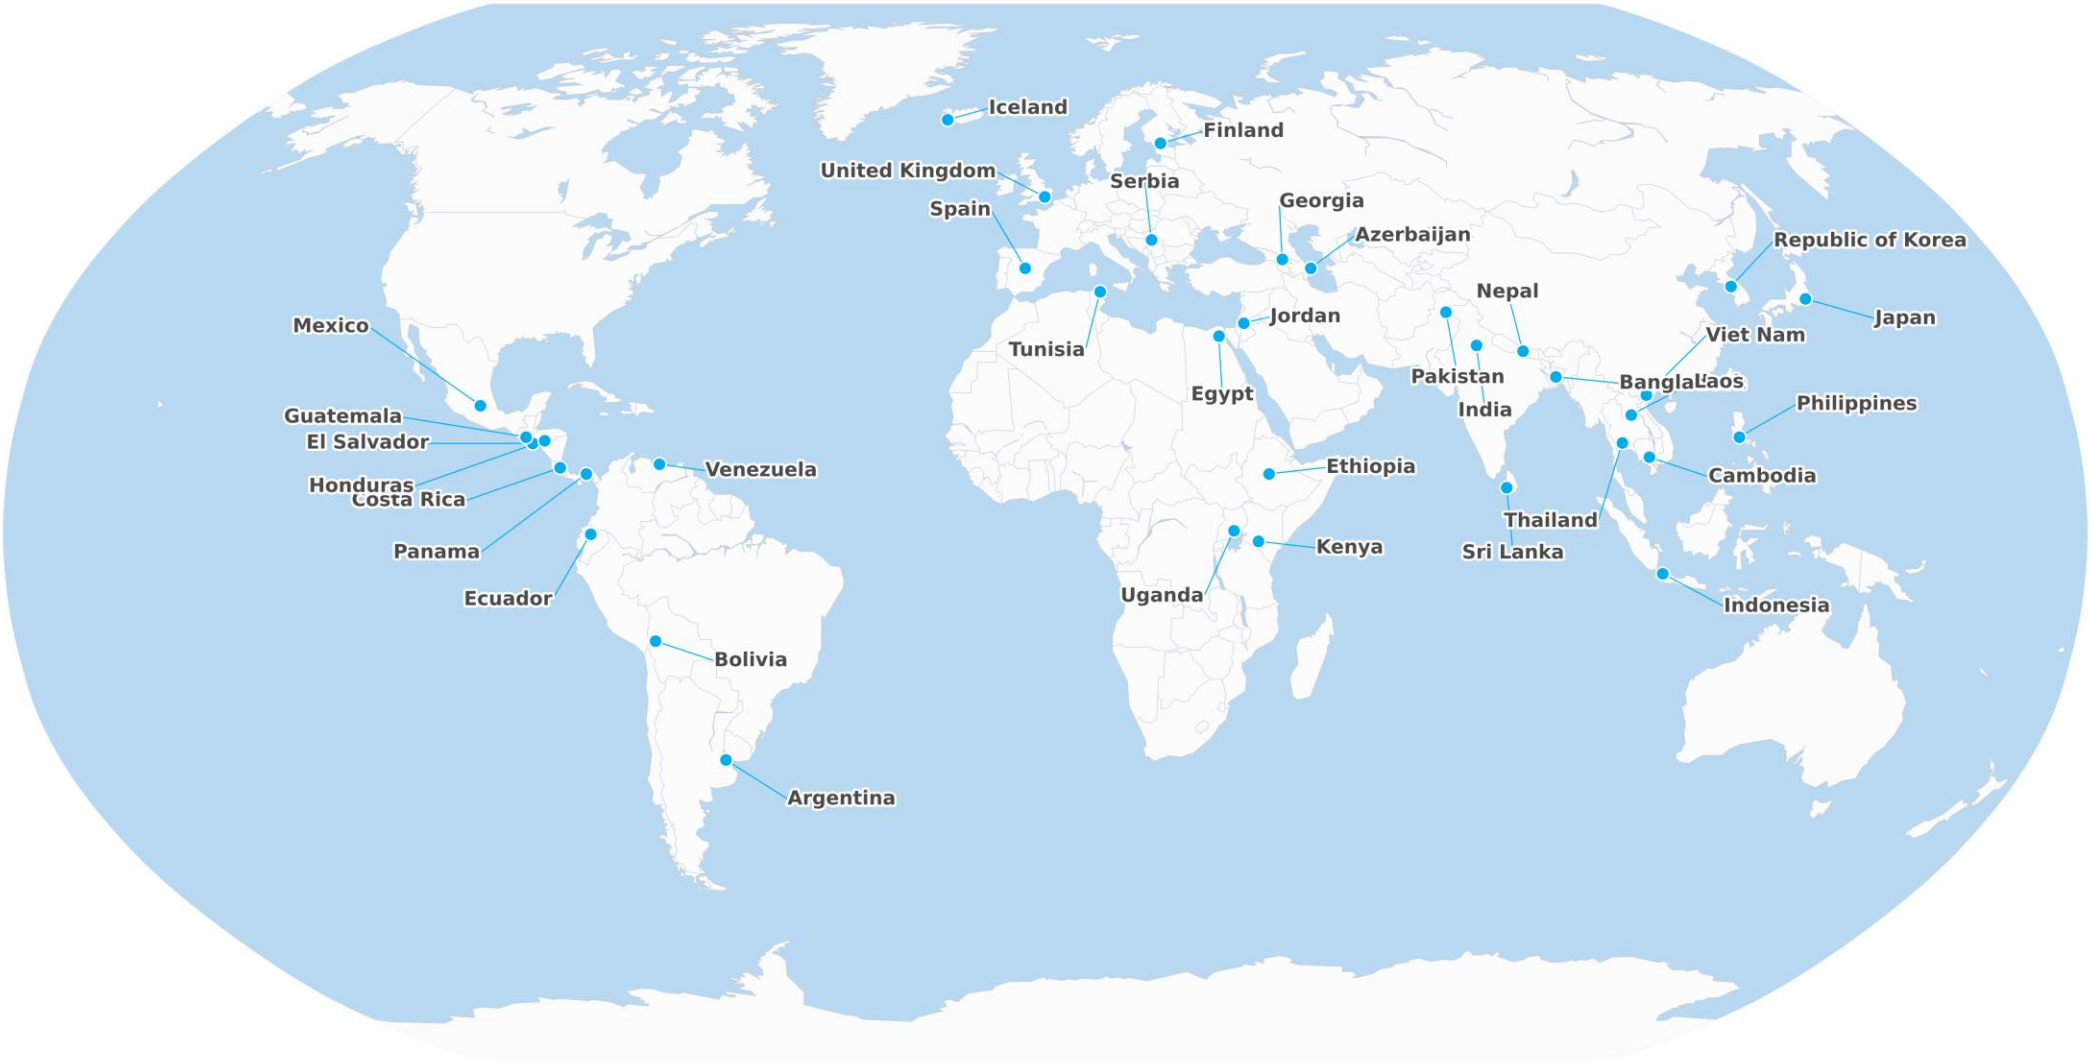 Iceland
Finland
United Kingdom
Serbia
Spain
Georgia
Azerbaijan
Republic of Korea
Nepal
Jordan
Japan
Mexico
Viet Nam
Tunisia
Pakistan
Laos
Egypt
Philippines
India
Guatemala
El Salvador
Ethiopia
Venezuela
Cambodia
Honduras
Costa Rica
Thailand
Kenya
Panama
Sri Lanka
Uganda
Ecuador
Indonesia
Bolivia
Argentina